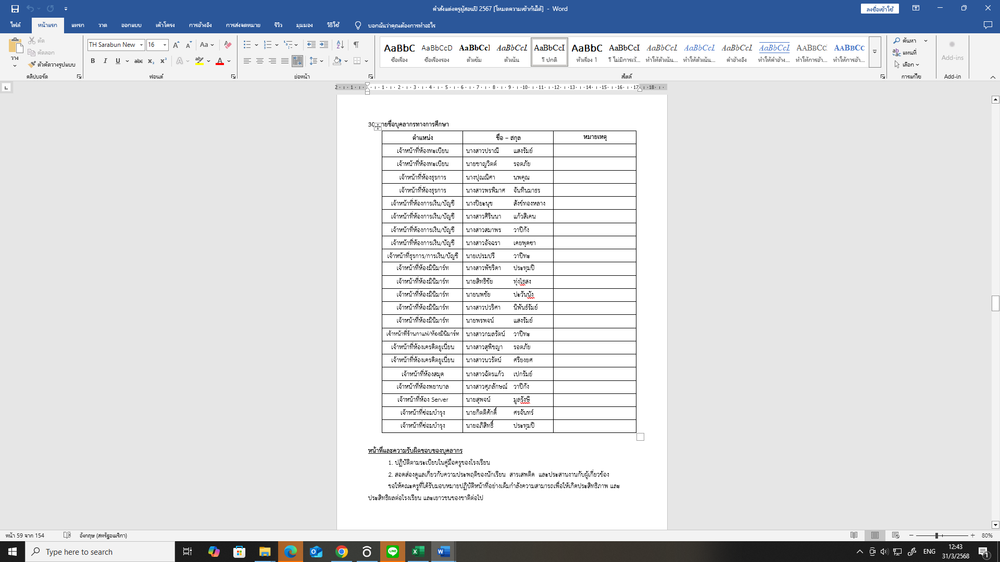 คำสั่งแต่งครูผู้สอนปี 2567 [โหมดความเข้ากันได้] - Word
ลงชื่อเข้าใช้
ไฟล์ หน้าแรก แทรก วาด ออกแบบ เค้าโครง การอ้างอิง การส่งจดหมาย รีวิว มุมมอง วิธีใช้ บอกฉันว่าคุณต้องการทำอะไร
วาง
ตัด
คัดลอก
ตัวคัดวางรูปแบบ
TH Sarabun New 16
AaBbC AaBbCcD AaBbCcI AaBbCcL AaBbCcI AaBbC AaBbCcI AaBbCcL AaBbCcL AaBbCcL AaBbCcL AABBCC AABBCC
ชื่อเรื่อง ชื่อเรื่องรอง ตัวเข้ม ตัวเน้น ¶ ปกติ หัวเรื่อง 1 ¶ ไม่มีการเว้... ทำให้ตัวเน้น... ทำให้ตัวเน้น... คำอ้างอิง ทำให้คำอ้าง... ทำให้การอ้า... ทำให้การอ้า...
ค้นหา
แทนที่
เลือก
Add-ins
คลิปบอร์ด ฟอนต์ ย่อหน้า สไตล์ การแก้ไข Add-in
2 1 1 2 3 4 5 6 7 8 9 10 11 12 13 14 15 16 17 18
30 ายชื่อบุคลากรทางการศึกษา
ตำแหน่ง ชื่อ – สกุล หมายเหตุ
เจ้าหน้าที่ห้องทะเบียน นางสาวปราณี แสงรัมย์
เจ้าหน้าที่ห้องทะเบียน นายชาญวิตต์ รอตภัย
เจ้าหน้าที่ห้องธุรการ นางปุณณิศา นพคุณ
เจ้าหน้าที่ห้องธุรการ นางสาวพรพิมาศ จันทินมาธร
เจ้าหน้าที่ห้องการเงิน/บัญชี นางปิยะนุช สังข์ทองหลาง
เจ้าหน้าที่ห้องการเงิน/บัญชี นางสาวศิรินนา แก้วสิเคน
เจ้าหน้าที่ห้องการเงิน/บัญชี นางสาวสมาพร วาปีกัง
เจ้าหน้าที่ห้องการเงิน/บัญชี นางสาวอัจฉรา เคยพุดซา
เจ้าหน้าที่ธุรการ/การเงิน/บัญชี นายเปรมปรี วาปีทะ
เจ้าหน้าที่ห้องมินิมาร์ท นางสาวพัชริดา ประทุมปี
เจ้าหน้าที่ห้องมินิมาร์ท นายสิทธิชัย ทุ่งไธสง
เจ้าหน้าที่ห้องมินิมาร์ท นายนพชัย ปะวันนัง
เจ้าหน้าที่ห้องมินิมาร์ท นางสาวปวริศา นิพันธ์รัมย์
เจ้าหน้าที่ห้องมินิมาร์ท นายพรพจน์ แสงรัมย์
เจ้าหน้าที่ร้านกาแฟ/ห้องมินิมาร์ท นางสาวกมลรัตน์ วาปีทะ
เจ้าหน้าที่ห้องเครดิตยูเนี่ยน นางสาวสุพิชญา รอตภัย
เจ้าหน้าที่ห้องเครดิตยูเนี่ยน นางสาวนวรัตน์ ศรียงยศ
เจ้าหน้าที่ห้องสมุด นางสาวฉัตรแก้ว เปกรัมย์
เจ้าหน้าที่ห้องพยาบาล นางสาวศุภลักษณ์ วาปีกัง
เจ้าหน้าที่ห้อง Server นายสุพจน์ มูลรังษี
เจ้าหน้าที่ซ่อมบำรุง นายกิตติศักดิ์ ศรจันทร์
เจ้าหน้าที่ซ่อมบำรุง นายอภิสิทธิ์ ประทุมปี
หน้าที่และความรับผิดชอบของบุคลากร
1. ปฏิบัติตามระเบียบในคู่มือครูของโรงเรียน
2. สอดส่องดูแลเกี่ยวกับความประพฤติของนักเรียน สารเสพติด และประสานงานกับผู้เกี่ยวข้อง
ขอให้คณะครูที่ได้รับมอบหมายปฏิบัติหน้าที่อย่างเต็มกำลังความสามารถเพื่อให้เกิดประสิทธิภาพ และ
ประสิทธิผลต่อโรงเรียน และเยาวชนของชาติต่อไป
หน้า 59 จาก 154 อังกฤษ (สหรัฐอเมริกา) 80%
Type here to search
LINE
ENG
12:43
31/3/2568
1